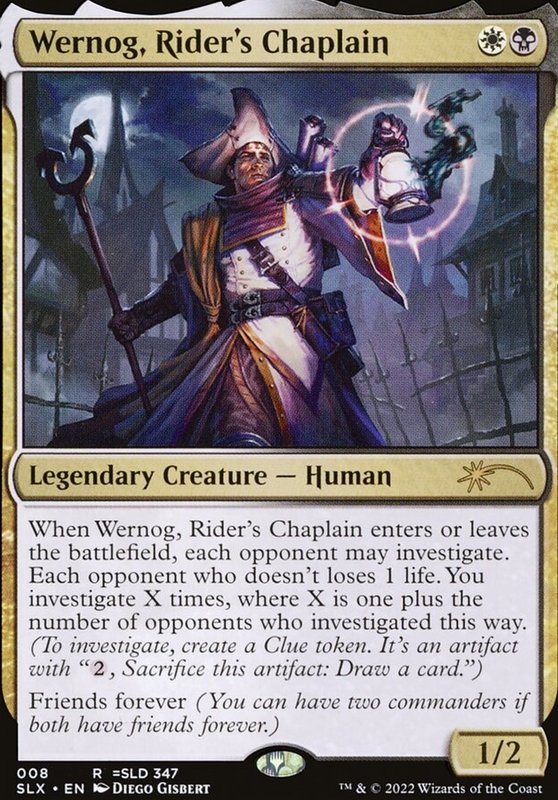 Wernog, Rider's Chaplain
Legendary Creature — Human
When Wernog, Rider's Chaplain enters or leaves
the battlefield, each opponent may investigate.
Each opponent who doesn't loses 1 life. You
investigate X times, where X is one plus the
number of opponents who investigated this way.
(To investigate, create a Clue token. It's an artifact
with “2, Sacrifice this artifact: Draw a card.”)
Friends forever (You can have two commanders if
both have friends forever.)
1/2
008 R =SLD 347
SLX • EN Diego Gisbert
™ & © 2022 Wizards of the Coast